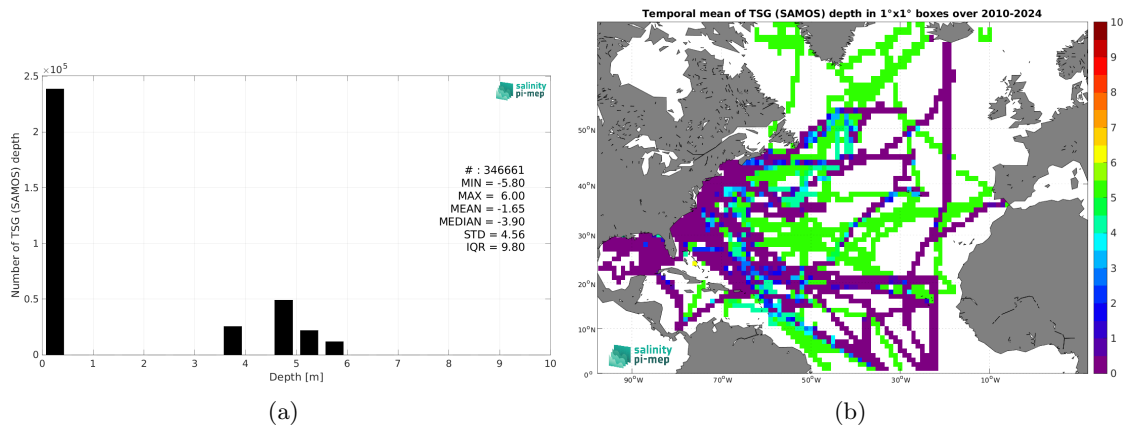 ×10⁵
2.5
2
1.5
1
0.5
0
Number of TSG (SAMOS) depth
salinity
pi-mep
# : 346661
MIN = -5.80
MAX = 6.00
MEAN = -1.65
MEDIAN = -3.90
STD = 4.56
IQR = 9.80
0 1 2 3 4 5 6 7 8 9 10
Depth [m]
(a)
Temporal mean of TSG (SAMOS) depth in 1°x1° boxes over 2010-2024
50°N
40°N
30°N
20°N
10°N
0°
90°W 70°W 50°W 30°W 10°W
salinity
pi-mep
10
9
8
7
6
5
4
3
2
1
0
(b)